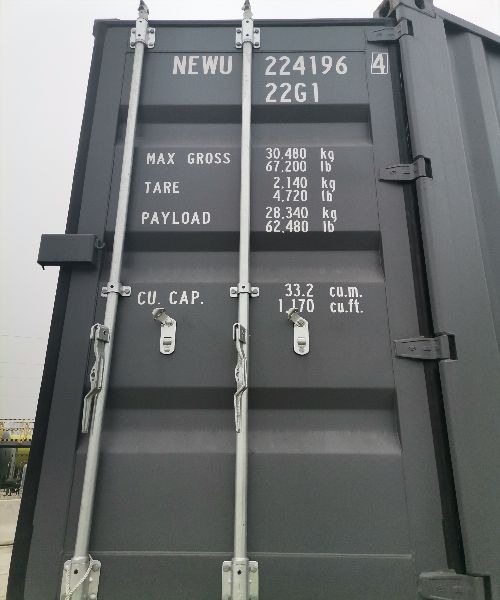 NEWU 224196 4
22G1
MAX GROSS 30,480 kg
67,200 lb
TARE 2,140 kg
4,720 lb
PAYLOAD 28,340 kg
62,480 lb
CU. CAP. 33.2 cu.m.
1,170 cu.ft.